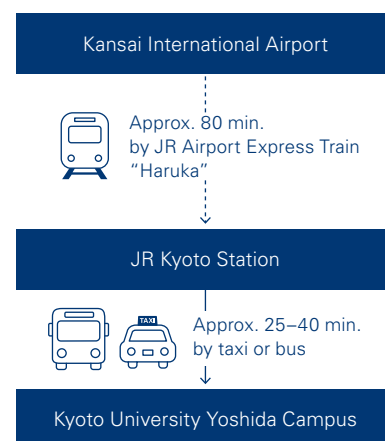 Kansai International Airport
Approx. 80 min.
by JR Airport Express Train
“Haruka”
JR Kyoto Station
TAXI
Approx. 25–40 min.
by taxi or bus
Kyoto University Yoshida Campus